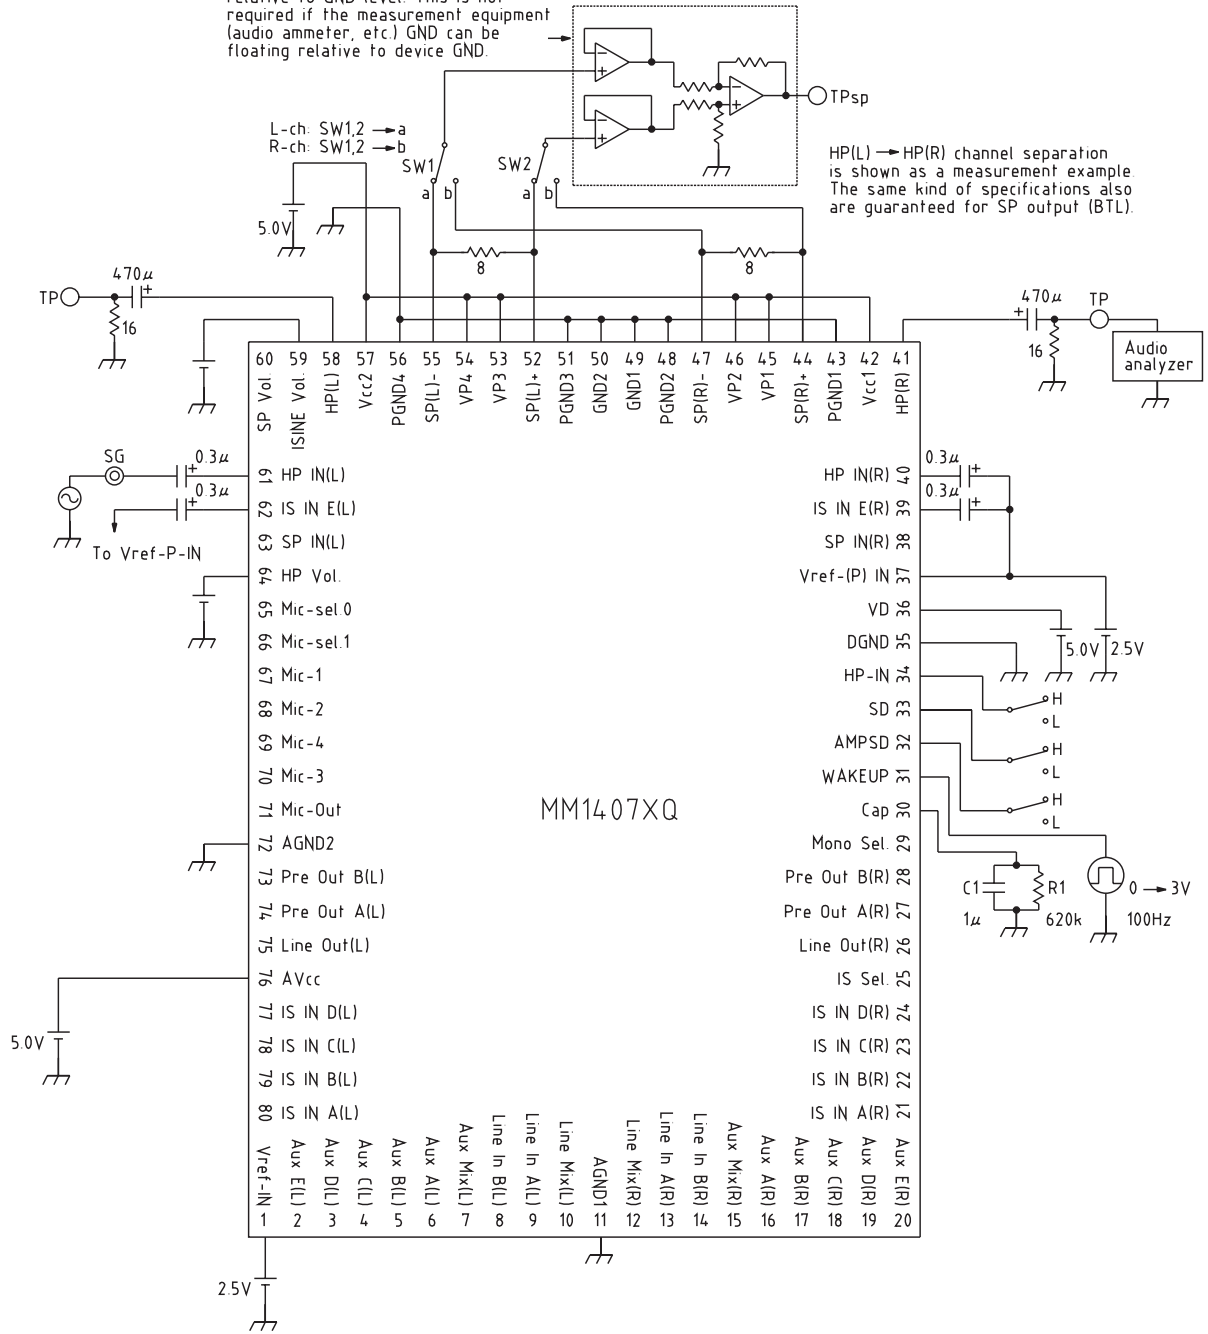 relative to GND level. This is not
required if the measurement equipment
(audio ammeter, etc.) GND can be
floating relative to device GND.
TPsp
L-ch: SW1,2 → a
R-ch: SW1,2 → b
SW1
SW2
a
b
a
b
HP(L) → HP(R) channel separation
is shown as a measurement example.
The same kind of specifications also
are guaranteed for SP output (BTL).
5.0V
8
8
TP
470μ
+
16
470μ
+
TP
16
Audio
analyzer
60 59 58 57 56 55 54 53 52 51 50 49 48 47 46 45 44 43 42 41
SP Vol.
ISINE Vol.
HP(L)
Vcc2
PGND4
SP(L)-
VP4
VP3
SP(L)+
PGND3
GND2
GND1
PGND2
SP(R)-
VP2
VP1
SP(R)+
PGND1
Vcc1
HP(R)
SG
0.3μ
+
0.3μ
+
To Vref-P-IN
61 HP IN(L)
62 IS IN E(L)
63 SP IN(L)
64 HP Vol.
65 Mic-sel.0
66 Mic-sel.1
67 Mic-1
68 Mic-2
69 Mic-4
70 Mic-3
71 Mic-Out
72 AGND2
73 Pre Out B(L)
74 Pre Out A(L)
75 Line Out(L)
76 AVcc
77 IS IN D(L)
78 IS IN C(L)
79 IS IN B(L)
80 IS IN A(L)
5.0V
MM1407XQ
HP IN(R) 40
IS IN E(R) 39
SP IN(R) 38
Vref-(P) IN 37
VD 36
DGND 35
HP-IN 34
SD 33
AMPSD 32
WAKEUP 31
Cap 30
Mono Sel. 29
Pre Out B(R) 28
Pre Out A(R) 27
Line Out(R) 26
IS Sel. 25
IS IN D(R) 24
IS IN C(R) 23
IS IN B(R) 22
IS IN A(R) 21
0.3μ
+
0.3μ
+
5.0V
2.5V
H
L
H
L
H
L
C1
1μ
R1
620k
0 → 3V
100Hz
Vref-IN
Aux E(L)
Aux D(L)
Aux C(L)
Aux B(L)
Aux A(L)
Aux Mix(L)
Line In B(L)
Line In A(L)
Line Mix(L)
AGND1
Line Mix(R)
Line In A(R)
Line In B(R)
Aux Mix(R)
Aux A(R)
Aux B(R)
Aux C(R)
Aux D(R)
Aux E(R)
1 2 3 4 5 6 7 8 9 10 11 12 13 14 15 16 17 18 19 20
2.5V